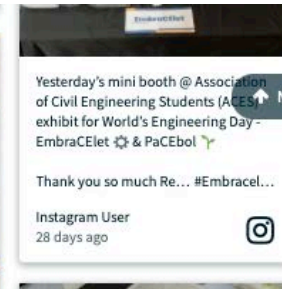 EmbraCElet
Yesterday's mini booth @ Association
of Civil Engineering Students (ACES)
exhibit for World's Engineering Day -
EmbraCElet ⚙️ & PaCEbol 🌱
Thank you so much Re... #Embracel...
Instagram User
28 days ago